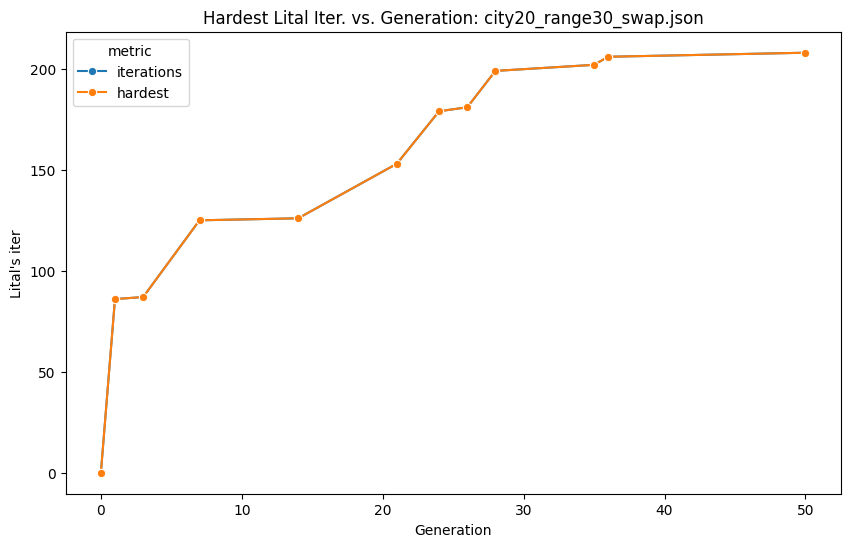 Hardest Lital Iter. vs. Generation: city20_range30_swap.json
metric
iterations
hardest
200
150
100
50
0
Lital's iter
0 10 20 30 40 50
Generation